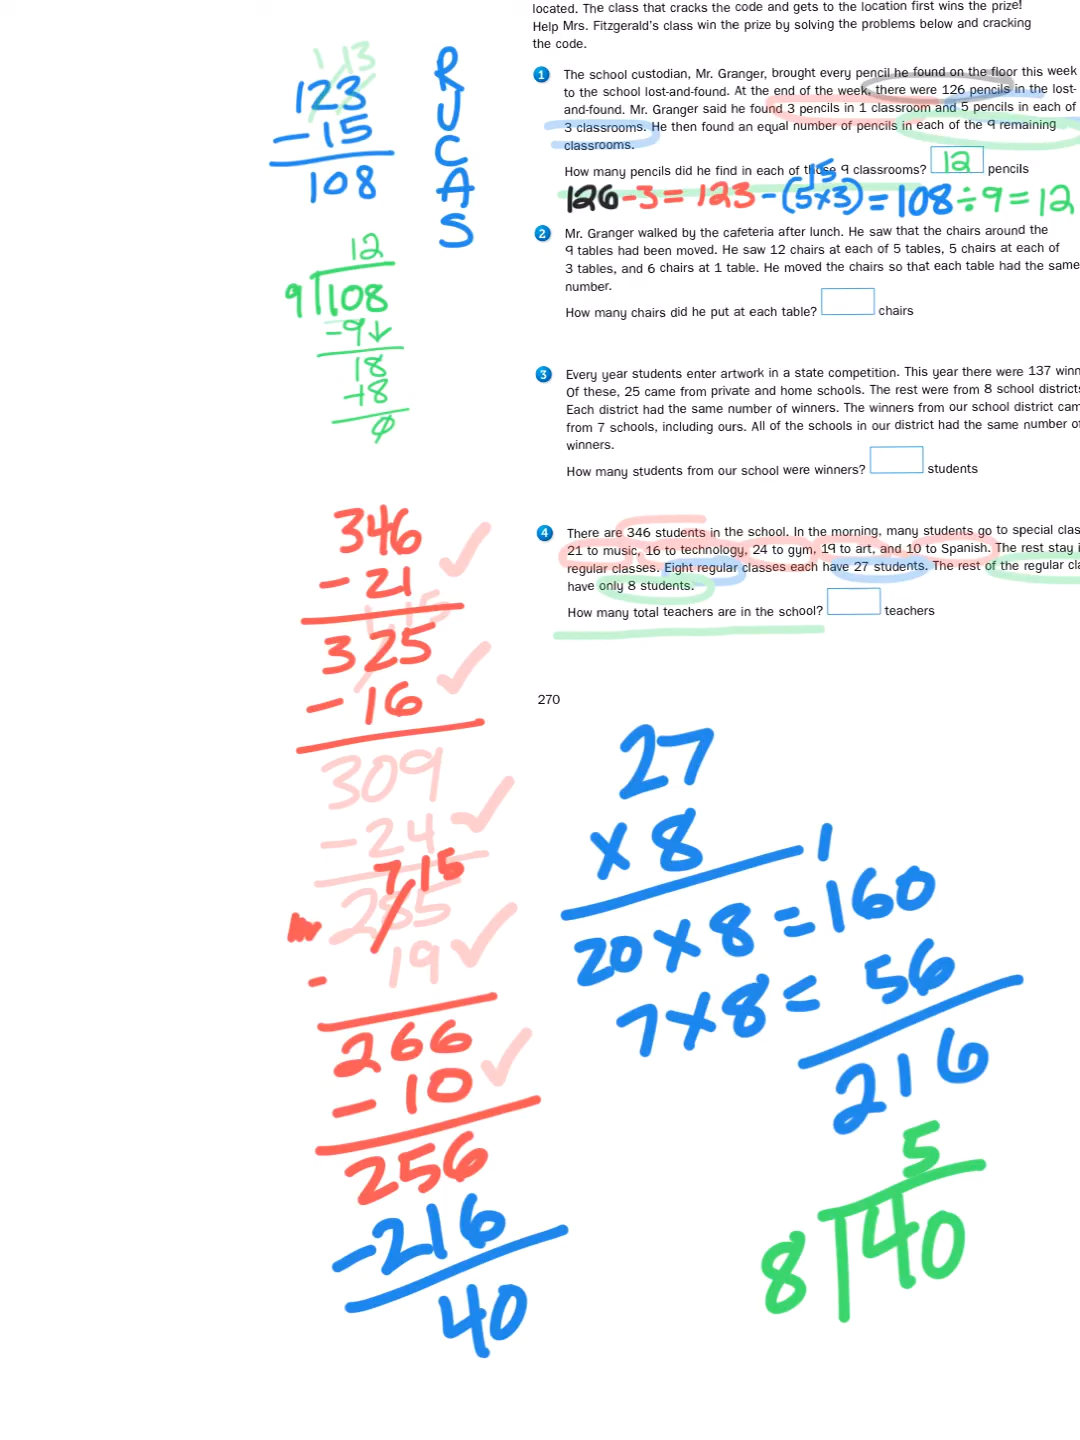 located. The class that cracks the code and gets to the location first wins the prize!
Help Mrs. Fitzgerald's class win the prize by solving the problems below and cracking
the code.
1 The school custodian, Mr. Granger, brought every pencil he found on the floor this week
to the school lost-and-found. At the end of the week, there were 126 pencils in the lost-
and-found. Mr. Granger said he found 3 pencils in 1 classroom and 5 pencils in each of
3 classrooms. He then found an equal number of pencils in each of the 9 remaining
classrooms.
How many pencils did he find in each of those 9 classrooms? 12 pencils
15
126 - 3 = 123 - (5×3) = 108 ÷ 9 = 12
2 Mr. Granger walked by the cafeteria after lunch. He saw that the chairs around the
9 tables had been moved. He saw 12 chairs at each of 5 tables, 5 chairs at each of
3 tables, and 6 chairs at 1 table. He moved the chairs so that each table had the same
number.
How many chairs did he put at each table? chairs
3 Every year students enter artwork in a state competition. This year there were 137
Of these, 25 came from private and home schools. The rest were from 8 school
Each district had the same number of winners. The winners from our school district
from 7 schools, including ours. All of the schools in our district had the same number
winners.
How many students from our school were winners? students
4 There are 346 students in the school. In the morning, many students go to special
21 to music, 16 to technology, 24 to gym, 19 to art, and 10 to Spanish. The rest stay
regular classes. Eight regular classes each have 27 students. The rest of the regular
have only 8 students.
How many total teachers are in the school? teachers
270
1 13
123
- 15
108
R
U
C
A
S
12
9 108
- 9 ↓
18
- 18
0
346
- 21
1 15
325
- 16
309
- 24
7 15
285
- 19
266
- 10
256
- 216
40
27
× 8
1
20 × 8 = 160
7 × 8 = 56
216
5
8 40